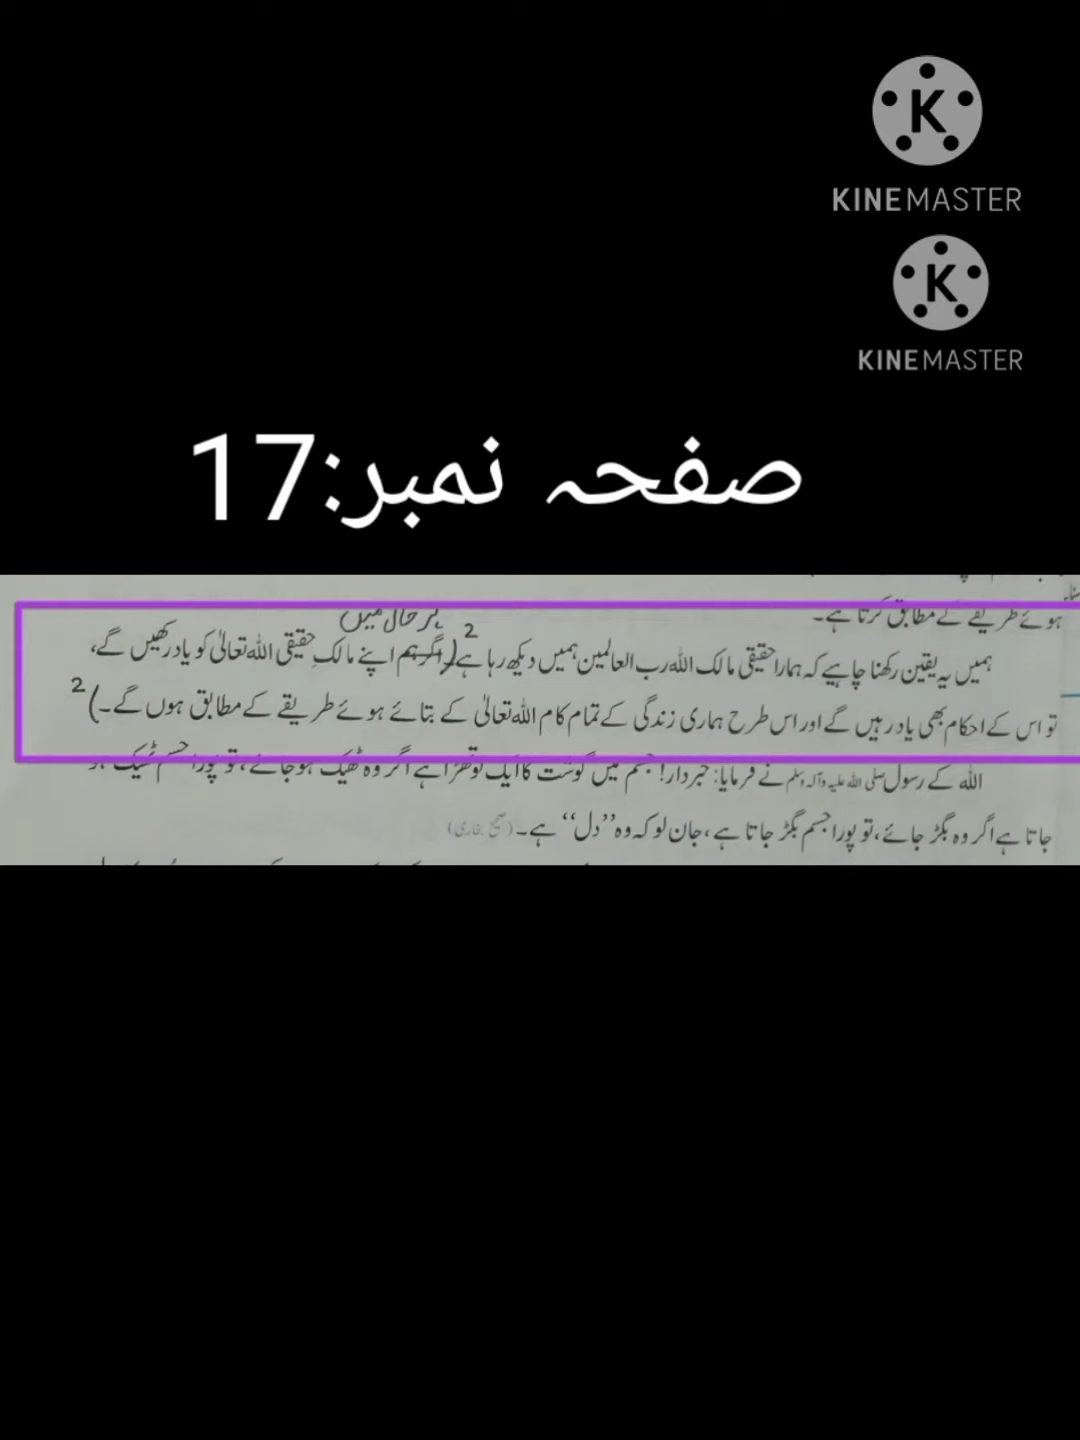 KINEMASTER
KINEMASTER
صفحہ نمبر:17
ہوئے طریقے کے مطابق کرتا ہے۔
ہر حال میں
ہمیں یہ یقین رکھنا چاہیے کہ ہمارا حقیقی مالک اللہ رب العالمین ہمیں دیکھ رہا ہے2(اگر ہم اپنے مالکِ حقیقی اللہ تعالیٰ کو یاد رکھیں گے،
تو اس کے احکام بھی یاد رہیں گے اور اس طرح ہماری زندگی کے تمام کام اللہ تعالیٰ کے بتائے ہوئے طریقے کے مطابق ہوں گے۔)2
اللہ کے رسول صلی اللہ علیہ وآلہ وسلم نے فرمایا: خبردار! جسم میں گوشت کا ایک لوتھڑا ہے اگر وہ ٹھیک ہو جائے، تو پورا جسم ٹھیک ہو
جاتا ہے اگر وہ بگڑ جائے، تو پورا جسم بگڑ جاتا ہے، جان لو کہ وہ ‘‘دل’’ ہے۔ (صحیح بخاری)